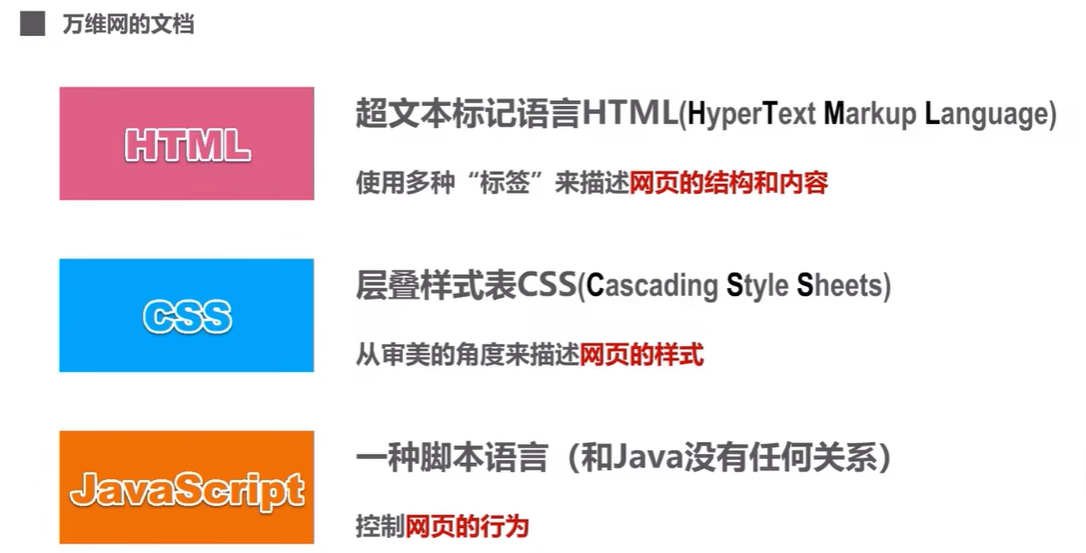 万维网的文档
HTML
超文本标记语言HTML(HyperText Markup Language)
使用多种“标签”来描述网页的结构和内容
CSS
层叠样式表CSS(Cascading Style Sheets)
从审美的角度来描述网页的样式
JavaScript
一种脚本语言（和Java没有任何关系）
控制网页的行为